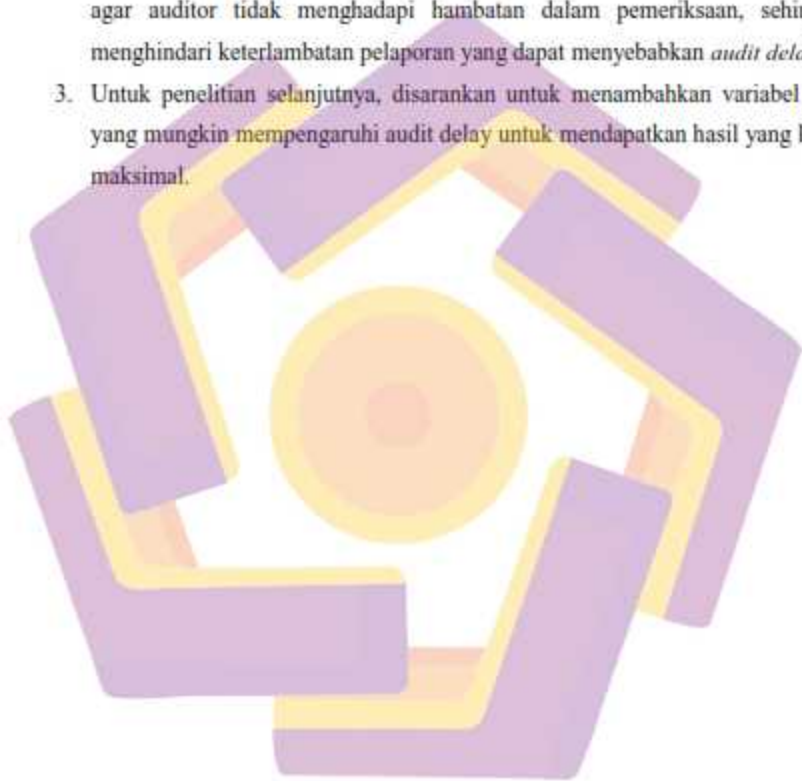 agar auditor tidak menghadapi hambatan dalam pemeriksaan,
menghindari keterlambatan pelaporan yang dapat menyebabkan audit
3. Untuk penelitian selanjutnya, disarankan untuk menambahkan variabel
yang mungkin mempengaruhi audit delay untuk mendapatkan hasil yang
maksimal.